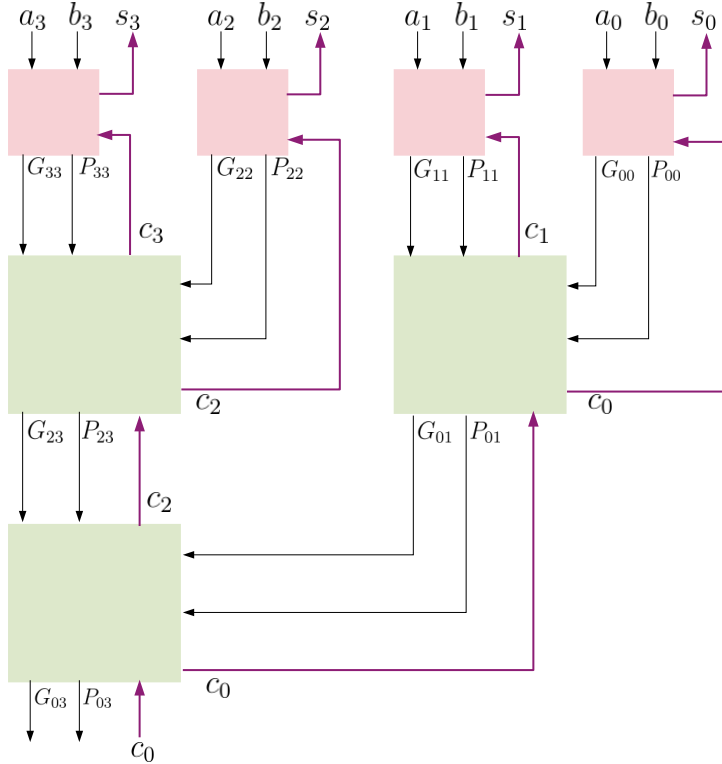 a₃ b₃ s₃ a₂ b₂ s₂ a₁ b₁ s₁ a₀ b₀ s₀
G₃₃ P₃₃ G₂₂ P₂₂ G₁₁ P₁₁ G₀₀ P₀₀
c₃ c₁
c₂ c₀
G₂₃ P₂₃ G₀₁ P₀₁
c₂
c₀
G₀₃ P₀₃
c₀